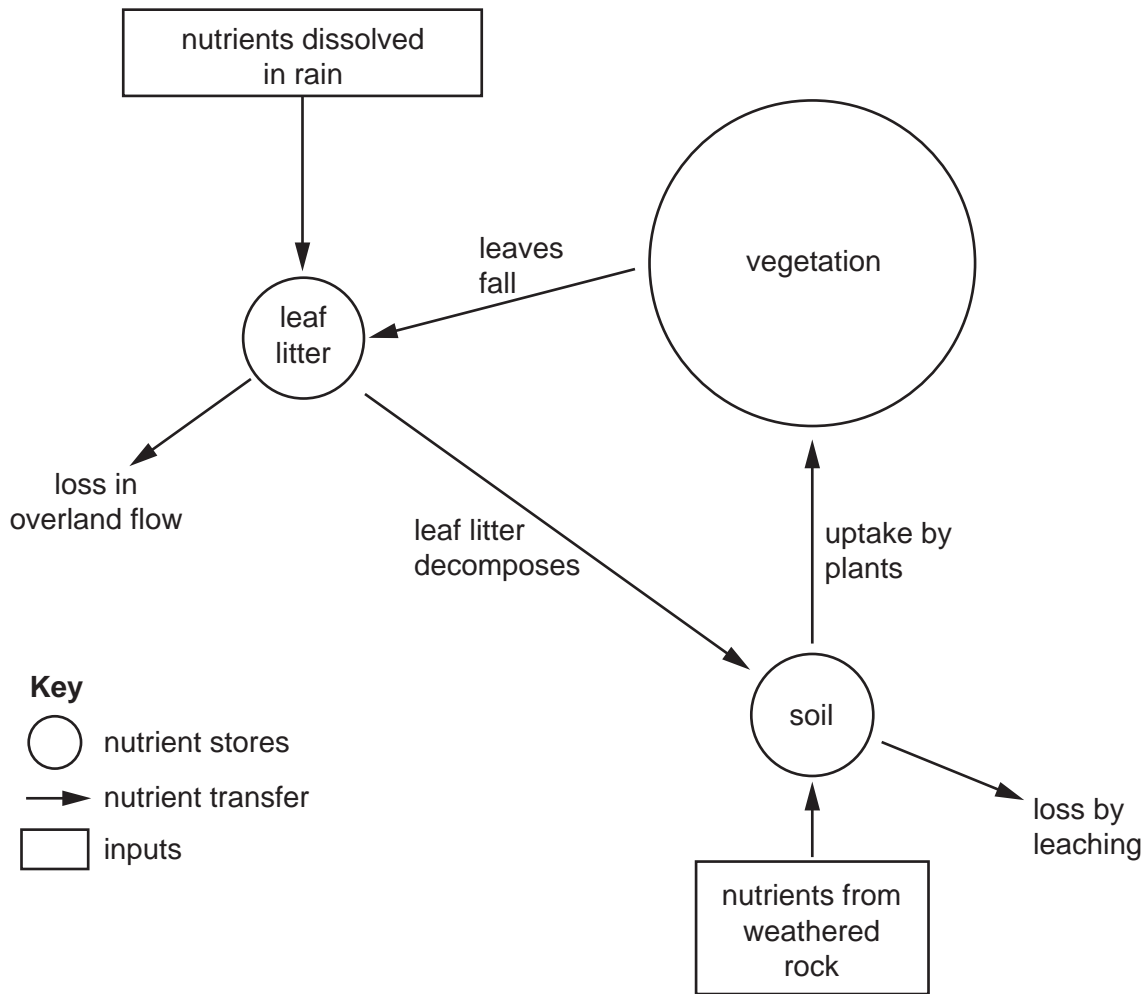 nutrients dissolved
in rain
vegetation
leaves
fall
leaf
litter
loss in
overland flow
leaf litter
decomposes
uptake by
plants
soil
loss by
leaching
nutrients from
weathered
rock
Key
nutrient stores
nutrient transfer
inputs